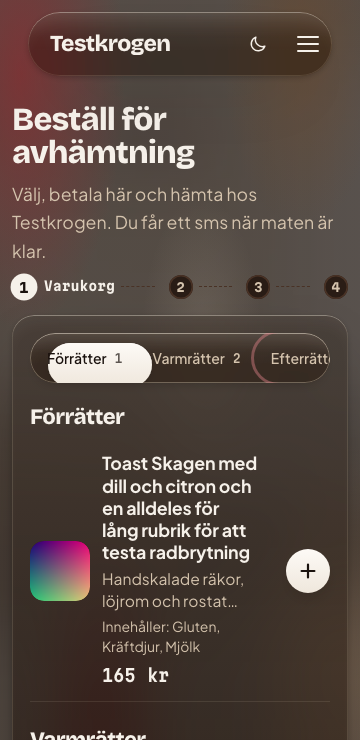 Testkrogen
Beställ för
avhämtning
Välj, betala här och hämta hos
Testkrogen. Du får ett sms när maten är
klar.
1 Varukorg 2 3 4
Förrätter 1 Varmrätter 2 Efterrätt
Förrätter
Toast Skagen med
dill och citron och
en alldeles för
lång rubrik för att
testa radbrytning
Handskalade räkor,
löjrom och rostat…
Innehåller: Gluten,
Kräftdjur, Mjölk
165 kr
Varmrätter